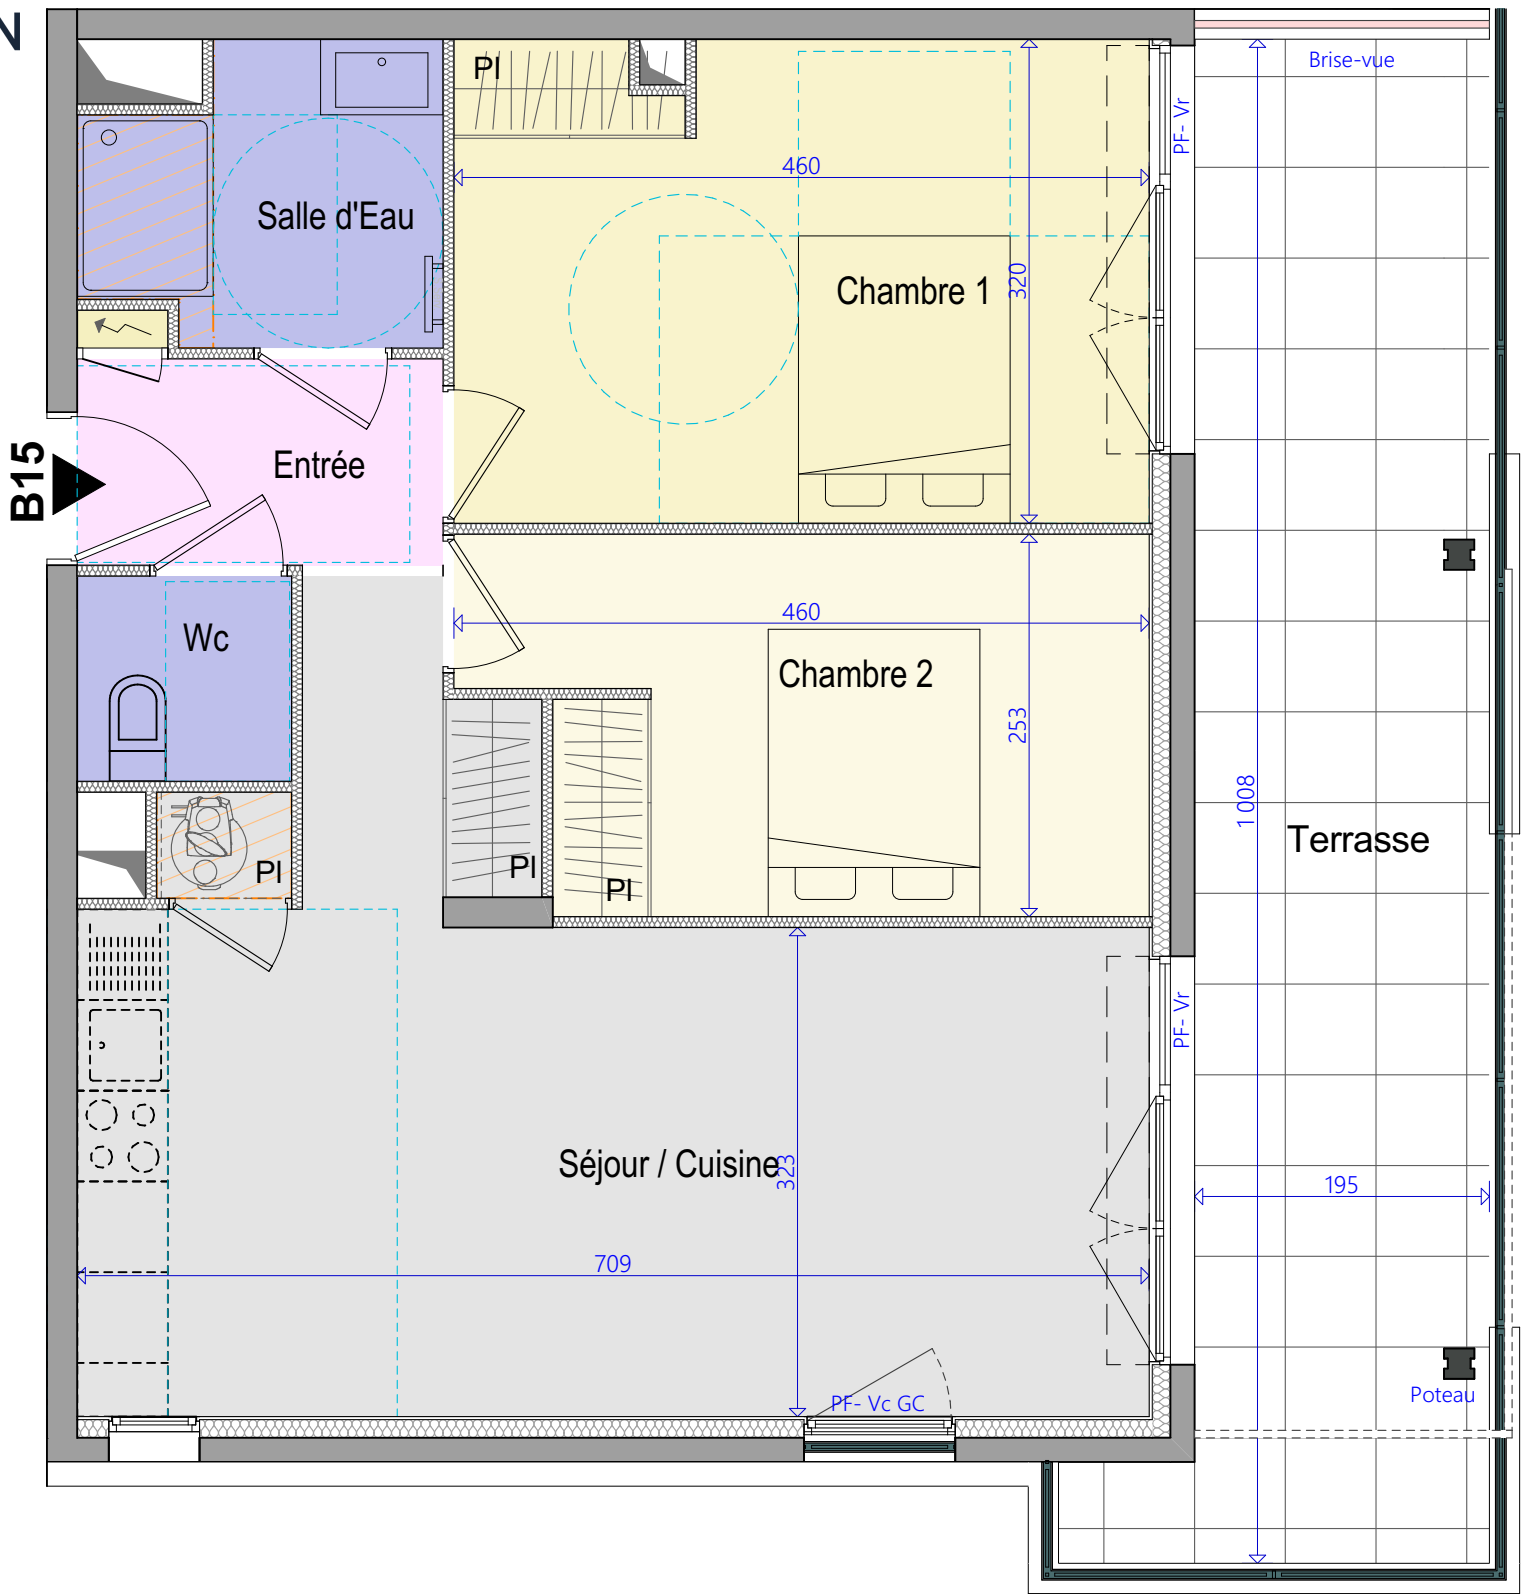 Brise-vue
Pl
PF- Vr
460
Salle d'Eau
Chambre 1
320
B15
Entrée
460
Wc
Chambre 2
253
1008
Terrasse
Pl
Pl
Pl
PF- Vr
Séjour / Cuisine
323
195
709
PF- Vc GC
Poteau